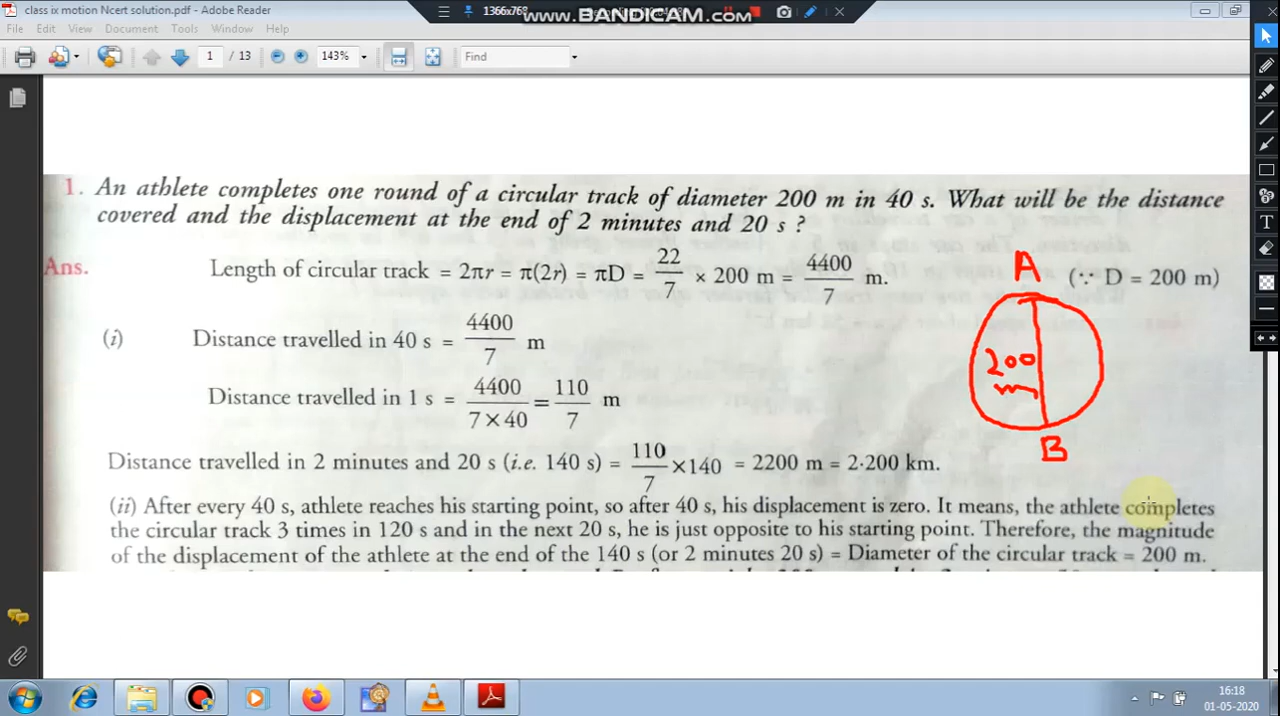 class ix motion Ncert solution.pdf - Adobe Reader
1366x768
www.BANDICAM.com
File Edit View Document Tools Window Help
1 / 13 143% Find
1. An athlete completes one round of a circular track of diameter 200 m in 40 s. What will be the distance
covered and the displacement at the end of 2 minutes and 20 s ?
Ans. Length of circular track = 2πr = π(2r) = πD = 22/7 × 200 m = 4400/7 m. (∵ D = 200 m)
A
(i) Distance travelled in 40 s = 4400/7 m
200
m
Distance travelled in 1 s = 4400/7×40 = 110/7 m
B
Distance travelled in 2 minutes and 20 s (i.e. 140 s) = 110/7 ×140 = 2200 m = 2·200 km.
(ii) After every 40 s, athlete reaches his starting point, so after 40 s, his displacement is zero. It means, the athlete completes
the circular track 3 times in 120 s and in the next 20 s, he is just opposite to his starting point. Therefore, the magnitude
of the displacement of the athlete at the end of the 140 s (or 2 minutes 20 s) = Diameter of the circular track = 200 m.
16:18
01-05-2020